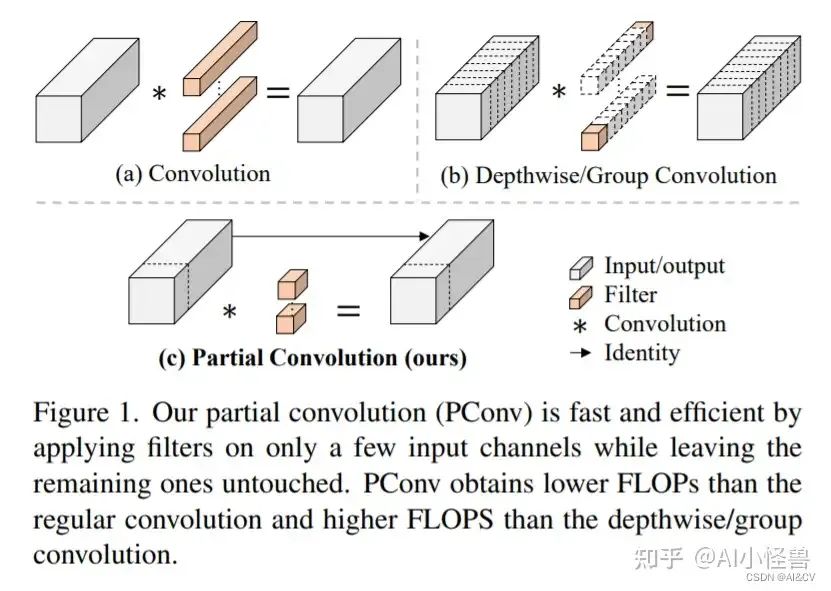 (a) Convolution
(b) Depthwise/Group Convolution
(c) Partial Convolution (ours)
Input/output
Filter
* Convolution
Identity
Figure 1. Our partial convolution (PConv) is fast and efficient by
applying filters on only a few input channels while leaving the
remaining ones untouched. PConv obtains lower FLOPs than the
regular convolution and higher FLOPS than the depthwise/group
convolution.
知乎 @AI小怪兽
CSDN @AI&CV